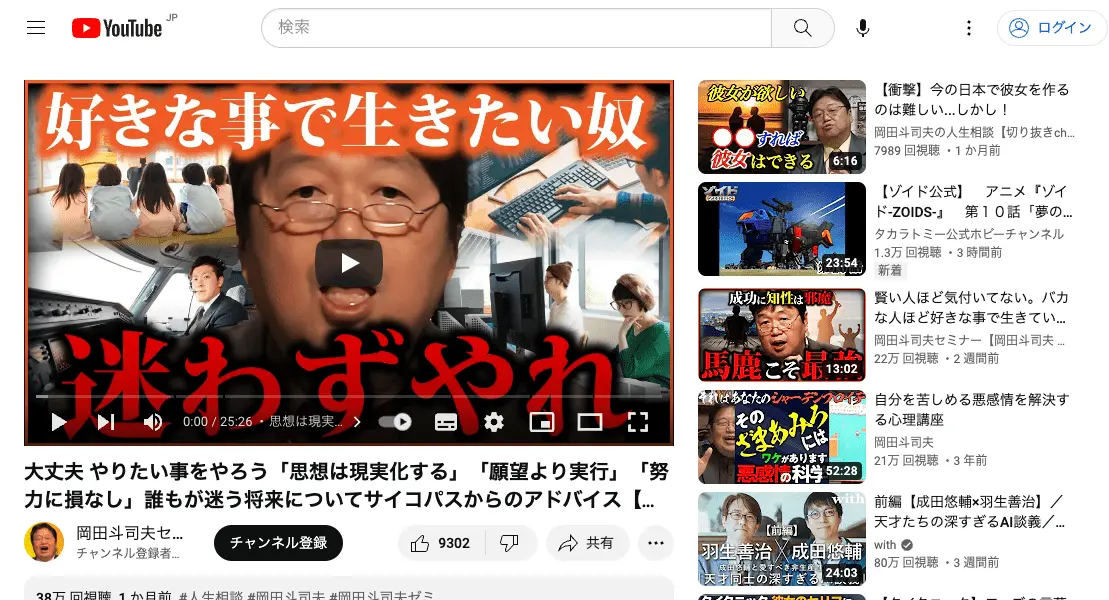 YouTube JP
検索
ログイン
好きな事で生きたい奴
迷わずやれ
0:00 / 25:26 ・思想は現実…
大丈夫 やりたい事をやろう「思想は現実化する」「願望より実行」「努
力に損なし」誰もが迷う将来についてサイコパスからのアドバイス【...
岡田斗司夫セ...
チャンネル登録者...
チャンネル登録
9302
共有
38万 回視聴 1 か月前 #人生相談 #岡田斗司夫 #岡田斗司夫ゼミ
彼女が欲しい
●●すれば
彼女はできる
6:16
【衝撃】今の日本で彼女を作る
のは難しい...しかし！
岡田斗司夫の人生相談【切り抜きch...
7989 回視聴 ・1 か月前
ゾイド
ZOIDS
23:54
【ゾイド公式】　アニメ『ゾイ
ド-ZOIDS-』　第１０話「夢の...
タカラトミー公式ホビーチャンネル
1.3万 回視聴 ・3 時間前
新着
成功に知性は邪魔
馬鹿こそ最強
13:02
賢い人ほど気付いてない。バカ
な人ほど好きな事で生きてい...
岡田斗司夫セミナー【岡田斗司夫 ...
22万 回視聴 ・2 週間前
それはあなたのシャーデンフロイデ
その
ざまあみろ
には
ワケがあります
悪感情の科学
52:28
自分を苦しめる悪感情を解決す
る心理講座
岡田斗司夫
21万 回視聴 ・3 年前
with
【前編】
羽生善治×成田悠輔
成田悠輔と愛すべき非生産
天才同士の深すぎる
24:03
前編【成田悠輔×羽生善治】／
天才たちの深すぎるAI談義／...
with
80万 回視聴 ・3 週間前